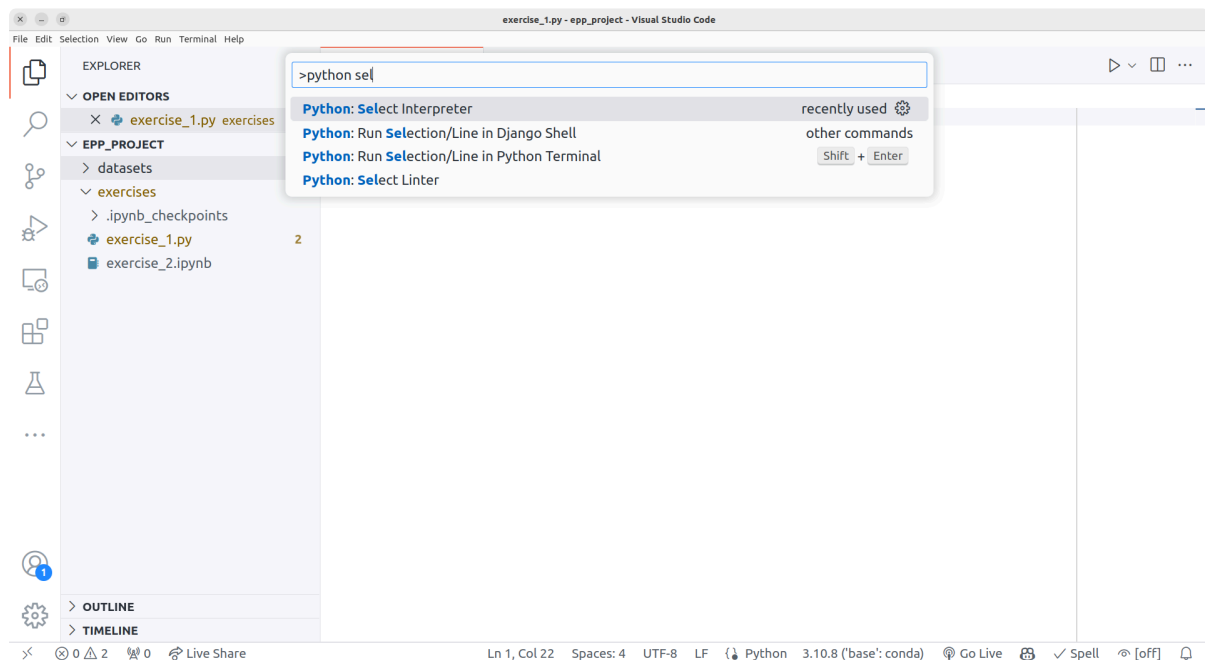 exercise_1.py - epp_project - Visual Studio Code
File Edit Selection View Go Run Terminal Help
EXPLORER
>python sel
Python: Select Interpreter recently used
Python: Run Selection/Line in Django Shell other commands
Python: Run Selection/Line in Python Terminal Shift + Enter
Python: Select Linter
OPEN EDITORS
exercise_1.py exercises
EPP_PROJECT
datasets
exercises
.ipynb_checkpoints
exercise_1.py 2
exercise_2.ipynb
1
OUTLINE
TIMELINE
0 2 0 Live Share Ln 1, Col 22 Spaces: 4 UTF-8 LF Python 3.10.8 ('base': conda) Go Live Spell [off]